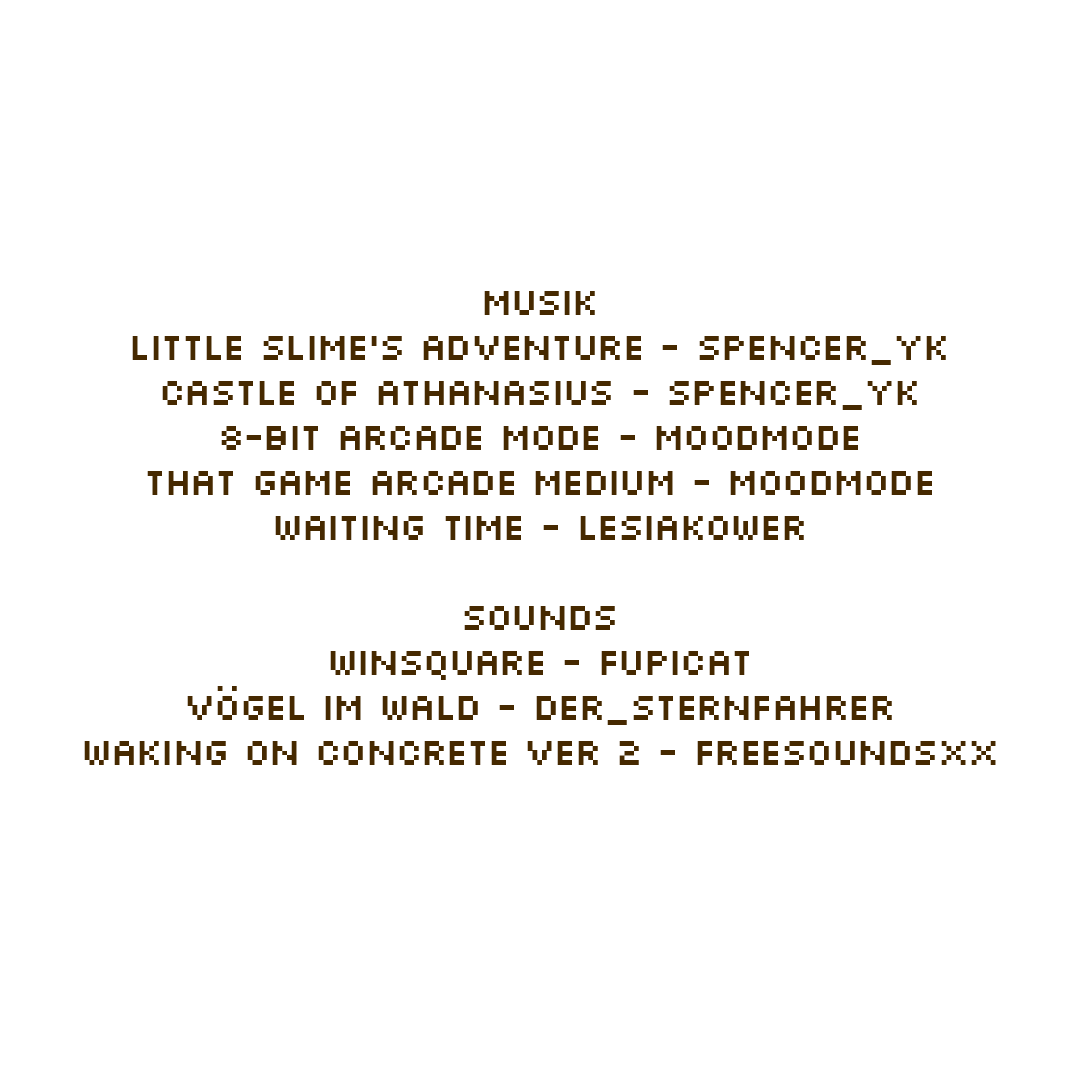 MUSIK
LITTLE SLIME'S ADVENTURE - SPENCER_YK
CASTLE OF ATHANASIUS - SPENCER_YK
8-BIT ARCADE MODE - MOODMODE
THAT GAME ARCADE MEDIUM - MOODMODE
WAITING TIME - LESIAKOWER
SOUNDS
WINSQUARE - FUPICAT
VÖGEL IM WALD - DER_STERNFAHRER
WAKING ON CONCRETE VER 2 - FREESOUNDSXX